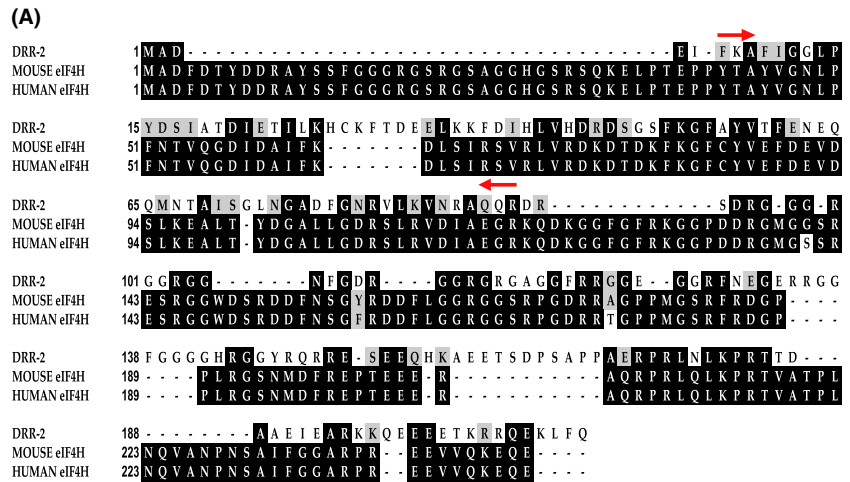 (A)
DRR-2 1 M A D - - - - - - - - - - - - - - - - - - - - - - - - - - - - - - - - - - - E I - F K A F I G G L P
MOUSE eIF4H 1 M A D F D T Y D D R A Y S S F G G G R G S R G S A G G H G S R S Q K E L P T E P P Y T A Y V G N L P
HUMAN eIF4H 1 M A D F D T Y D D R A Y S S F G G G R G S R G S A G G H G S R S Q K E L P T E P P Y T A Y V G N L P
DRR-2 15 Y D S I A T D I E T I L K H C K F T D E E L K K F D I H L V H D R D S G S F K G F A Y V T F E N E Q
MOUSE eIF4H 51 F N T V Q G D I D A I F K - - - - - - - D L S I R S V R L V R D K D T D K F K G F C Y V E F D E V D
HUMAN eIF4H 51 F N T V Q G D I D A I F K - - - - - - - D L S I R S V R L V R D K D T D K F K G F C Y V E F D E V D
DRR-2 65 Q M N T A I S G L N G A D F G N R V L K V N R A Q Q R D R - - - - - - - - - - - - S D R G - G G - R
MOUSE eIF4H 94 S L K E A L T - Y D G A L L G D R S L R V D I A E G R K Q D K G G F G F R K G G P D D R G M G G S R
HUMAN eIF4H 94 S L K E A L T - Y D G A L L G D R S L R V D I A E G R K Q D K G G F G F R K G G P D D R G M G S S R
DRR-2 101 G G R G G - - - - - - - N F G D R - - - - G G R G R G A G G F R R G G E - - G G R F N E G E R R G G
MOUSE eIF4H 143 E S R G G W D S R D D F N S G Y R D D F L G G R G G S R P G D R R A G P P M G S R F R D G P - - - -
HUMAN eIF4H 143 E S R G G W D S R D D F N S G F R D D F L G G R G G S R P G D R R T G P P M G S R F R D G P - - - -
DRR-2 138 F G G G G H R G G Y R Q R R E - S E E Q H K A E E T S D P S A P P A E R P R L N L K P R T T D - - -
MOUSE eIF4H 189 - - - - P L R G S N M D F R E P T E E E - R - - - - - - - - - - - A Q R P R L Q L K P R T V A T P L
HUMAN eIF4H 189 - - - - P L R G S N M D F R E P T E E E - R - - - - - - - - - - - A Q R P R L Q L K P R T V A T P L
DRR-2 188 - - - - - - - - A A E I E A R K K Q E E E E T K R R Q E K L F Q
MOUSE eIF4H 223 N Q V A N P N S A I F G G A R P R - - E E V V Q K E Q E - - - -
HUMAN eIF4H 223 N Q V A N P N S A I F G G A R P R - - E E V V Q K E Q E - - - -